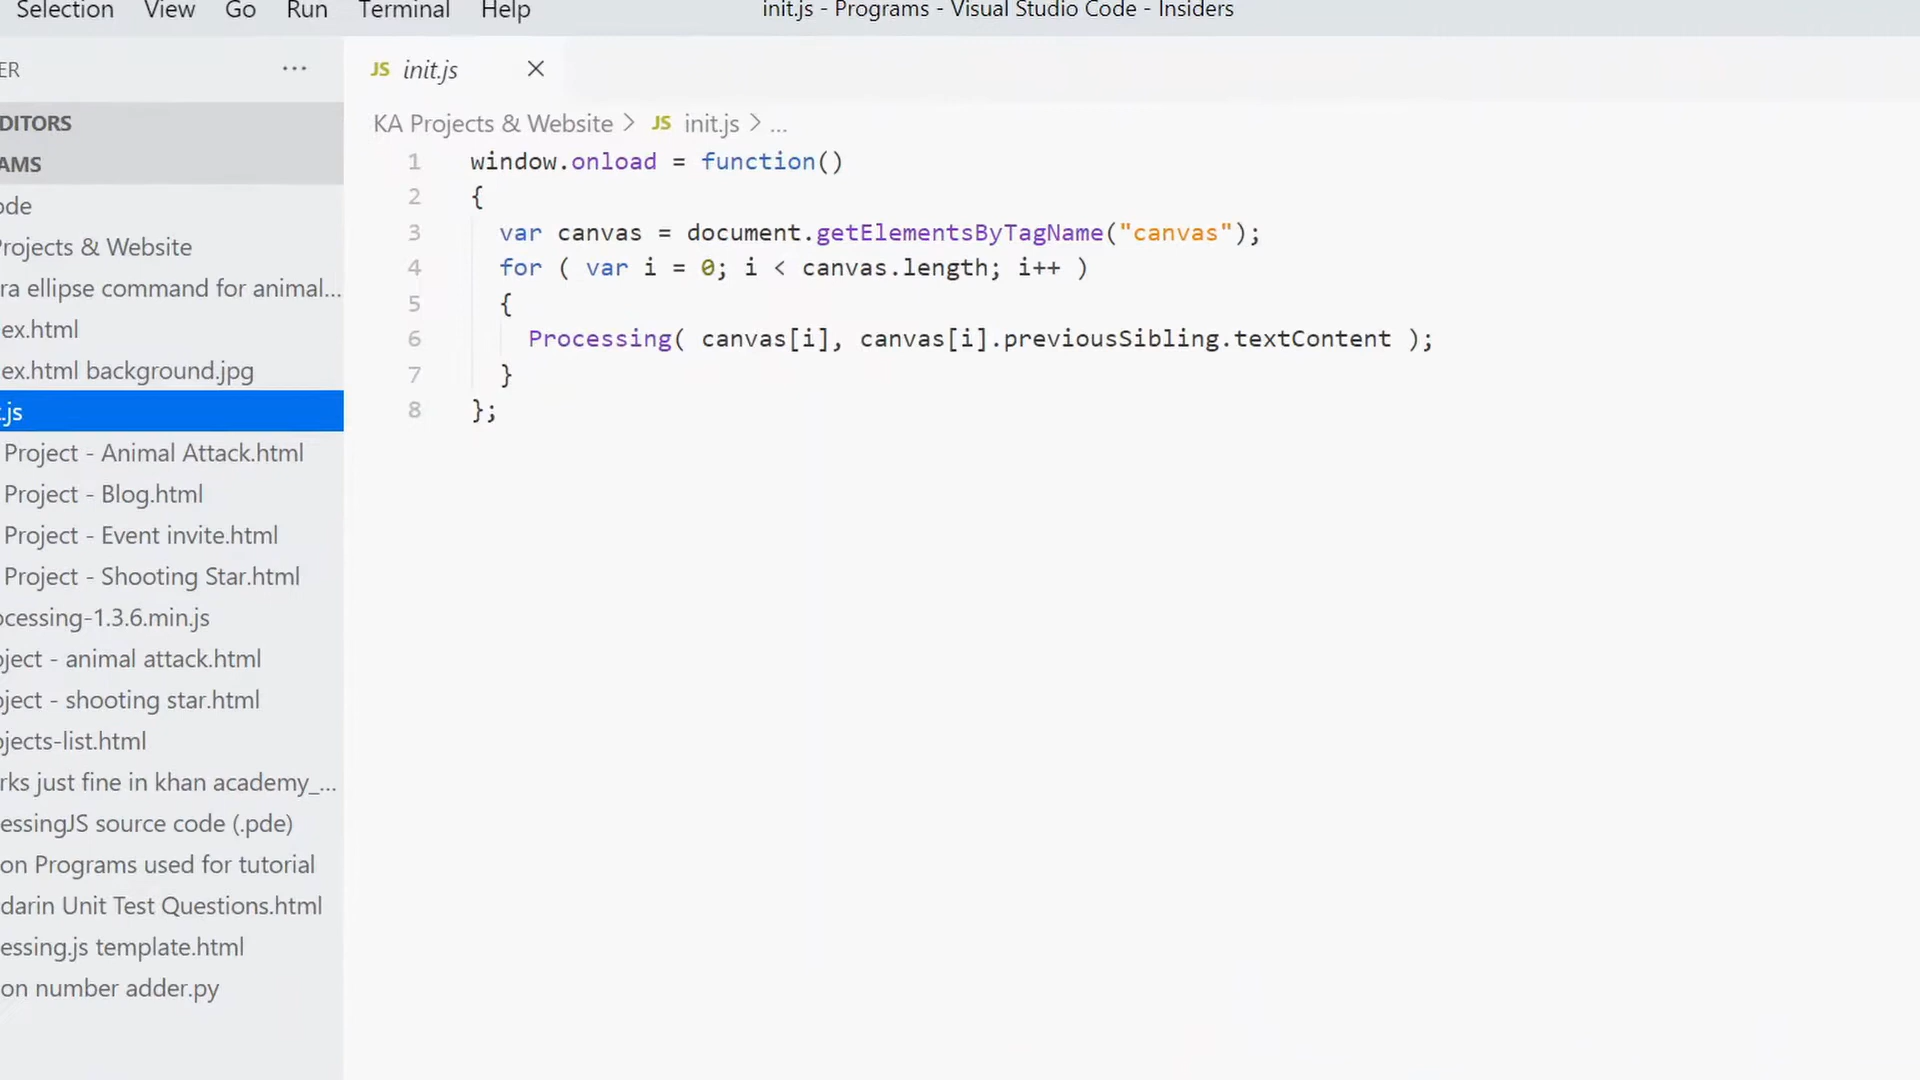 Selection View Go Run Terminal Help
init.js - Programs - Visual Studio Code - Insiders
ER ...
DITORS
AMS
ode
Projects & Website
ra ellipse command for animal...
ex.html
ex.html background.jpg
.js
Project - Animal Attack.html
Project - Blog.html
Project - Event invite.html
Project - Shooting Star.html
ocessing-1.3.6.min.js
oject - animal attack.html
oject - shooting star.html
ojects-list.html
rks just fine in khan academy_...
essingJS source code (.pde)
on Programs used for tutorial
darin Unit Test Questions.html
essing.js template.html
on number adder.py
JS init.js
KA Projects & Website > JS init.js > ...
1 window.onload = function()
2 {
3 var canvas = document.getElementsByTagName("canvas");
4 for ( var i = 0; i < canvas.length; i++ )
5 {
6 Processing( canvas[i], canvas[i].previousSibling.textContent );
7 }
8 };